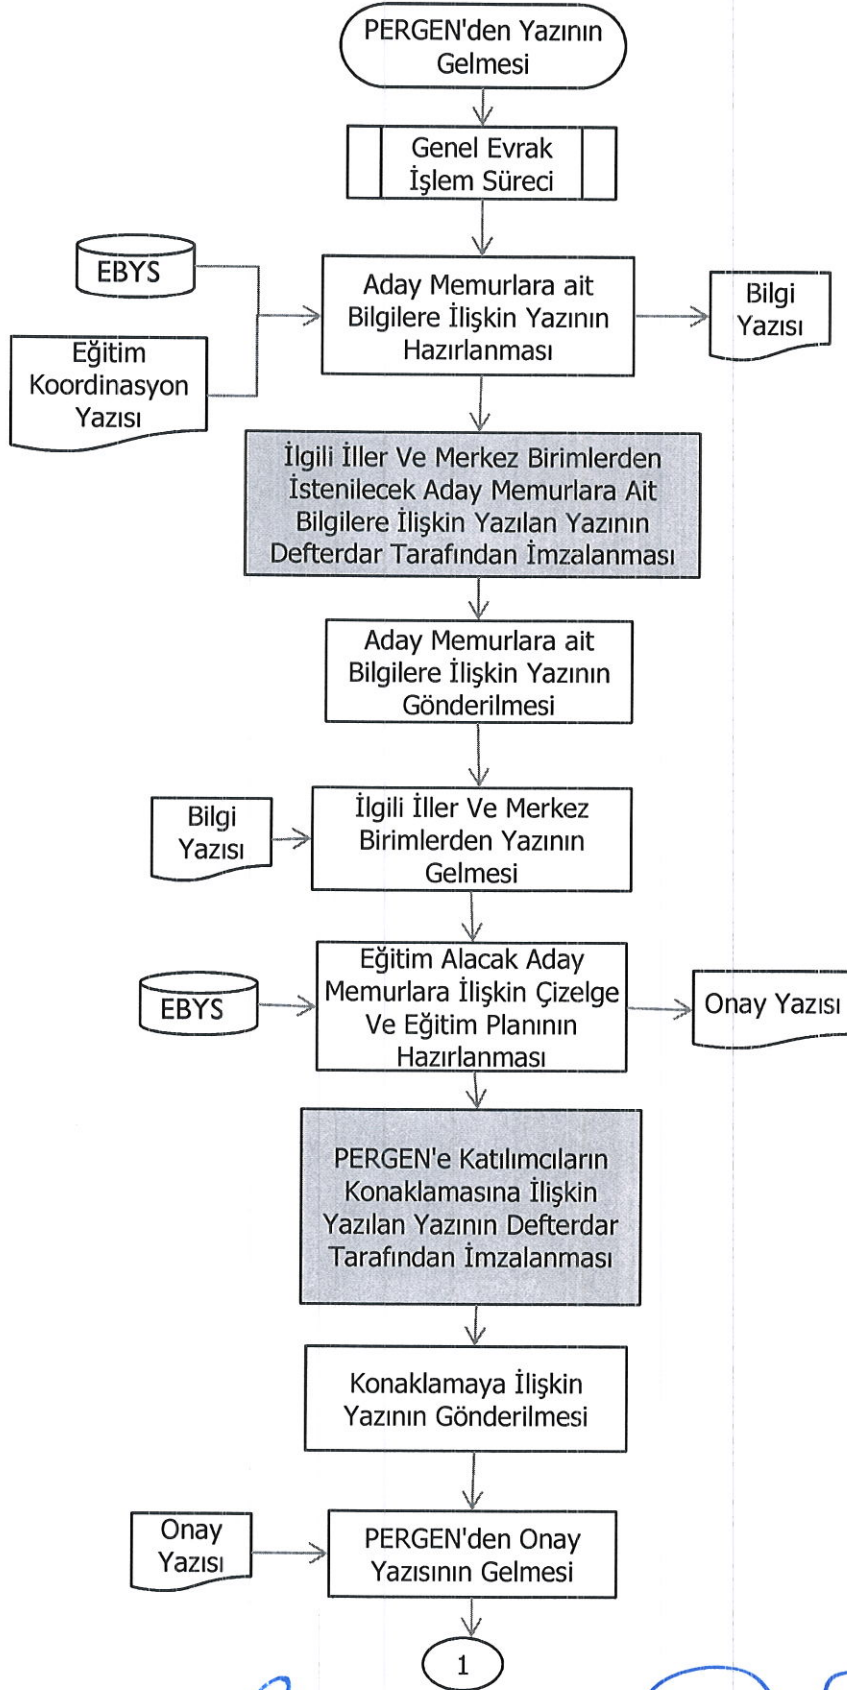 PERGEN'den Yazının
Gelmesi
Genel Evrak
İşlem Süreci
EBYS
Eğitim
Koordinasyon
Yazısı
Aday Memurlara ait
Bilgilere İlişkin Yazının
Hazırlanması
Bilgi
Yazısı
İlgili İller Ve Merkez Birimlerden
İstenilecek Aday Memurlara Ait
Bilgilere İlişkin Yazılan Yazının
Defterdar Tarafından İmzalanması
Aday Memurlara ait
Bilgilere İlişkin Yazının
Gönderilmesi
Bilgi
Yazısı
İlgili İller Ve Merkez
Birimlerden Yazının
Gelmesi
EBYS
Eğitim Alacak Aday
Memurlara İlişkin Çizelge
Ve Eğitim Planının
Hazırlanması
Onay Yazısı
PERGEN'e Katılımcıların
Konaklamasına İlişkin
Yazılan Yazının Defterdar
Tarafından İmzalanması
Konaklamaya İlişkin
Yazının Gönderilmesi
Onay
Yazısı
PERGEN'den Onay
Yazısının Gelmesi
1